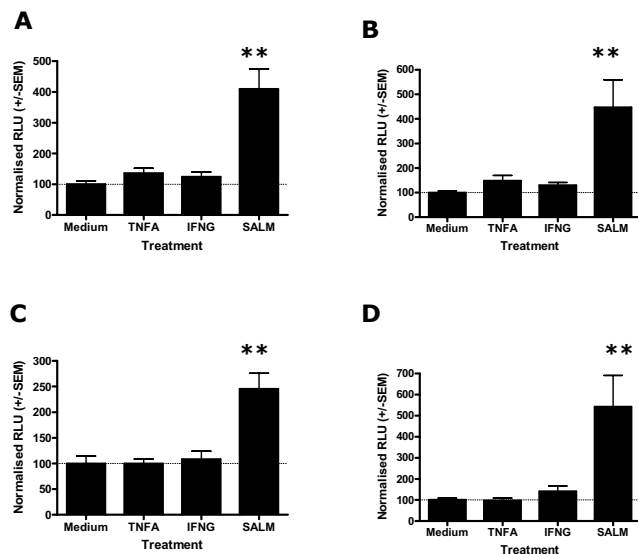 A
**
Normalised RLU (+/-SEM)
500
400
300
200
100
0
Medium TNFA IFNG SALM
Treatment
B
**
Normalised RLU (+/-SEM)
600
500
400
300
200
100
0
Medium TNFA IFNG SALM
Treatment
C
**
Normalised RLU (+/-SEM)
300
250
200
150
100
50
0
Medium TNFA IFNG SALM
Treatment
D
**
Normalised RLU (+/-SEM)
700
600
500
400
300
200
100
0
Medium TNFA IFNG SALM
Treatment